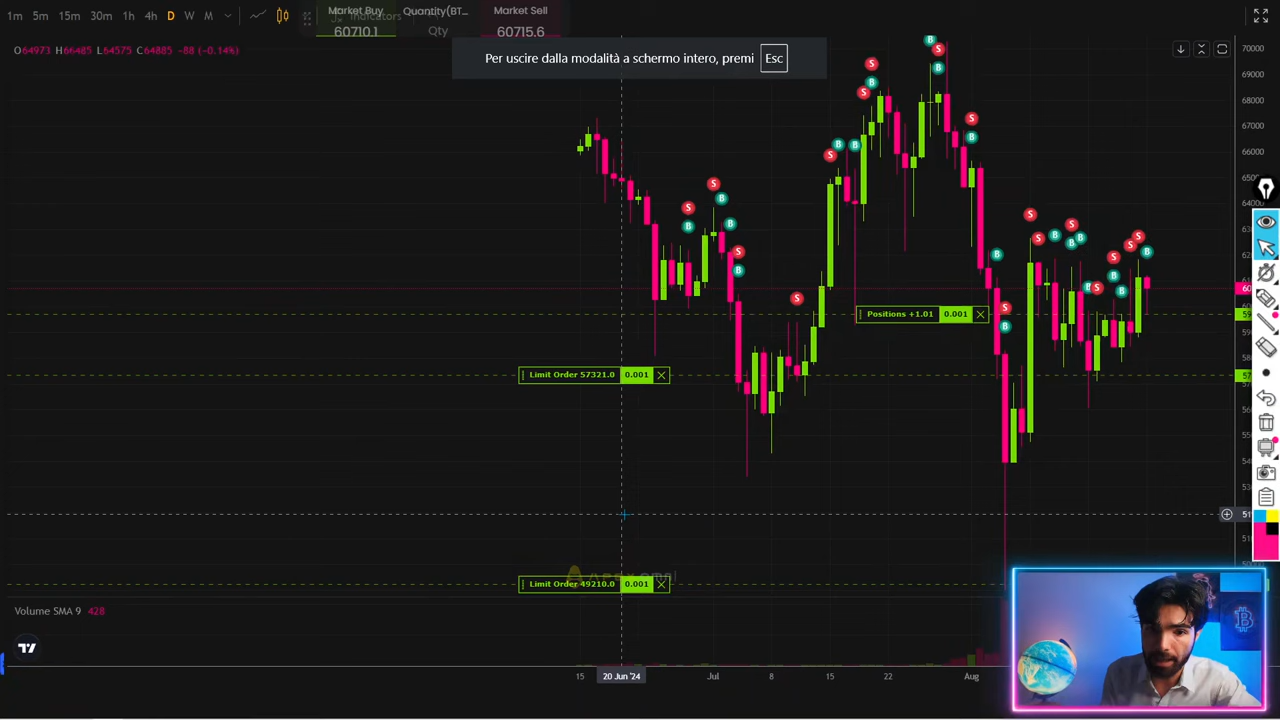 1m 5m 15m 30m 1h 4h D W M Indicators
Market Buy Quantity(BT... Market Sell
60710.1 Qty 60715.6
O64973 H66485 L64575 C64885 -88 (-0.14%)
Per uscire dalla modalità a schermo intero, premi Esc
70000
69000
68000
67000
66000
Positions +1.01 0.001
Limit Order 57321.0 0.001
Limit Order 49210.0 0.001
Volume SMA 9 428
15 20 Jun '24 Jul 8 15 22 Aug